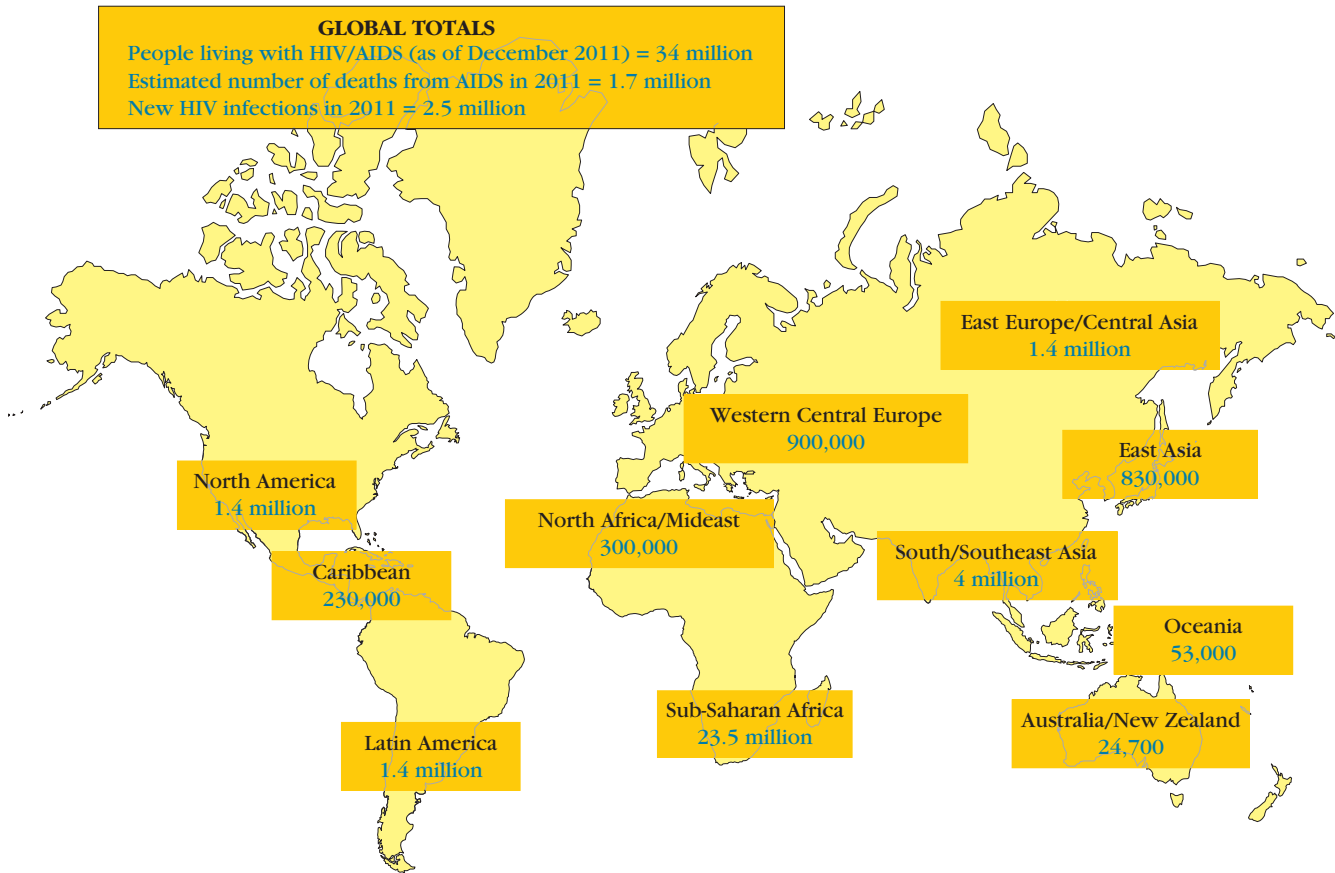 GLOBAL TOTALS
People living with HIV/AIDS (as of December 2011) = 34 million
Estimated number of deaths from AIDS in 2011 = 1.7 million
New HIV infections in 2011 = 2.5 million
East Europe/Central Asia
1.4 million
Western Central Europe
900,000
East Asia
830,000
North America
1.4 million
North Africa/Mideast
300,000
South/Southeast Asia
4 million
Caribbean
230,000
Oceania
53,000
Sub-Saharan Africa
23.5 million
Australia/New Zealand
24,700
Latin America
1.4 million